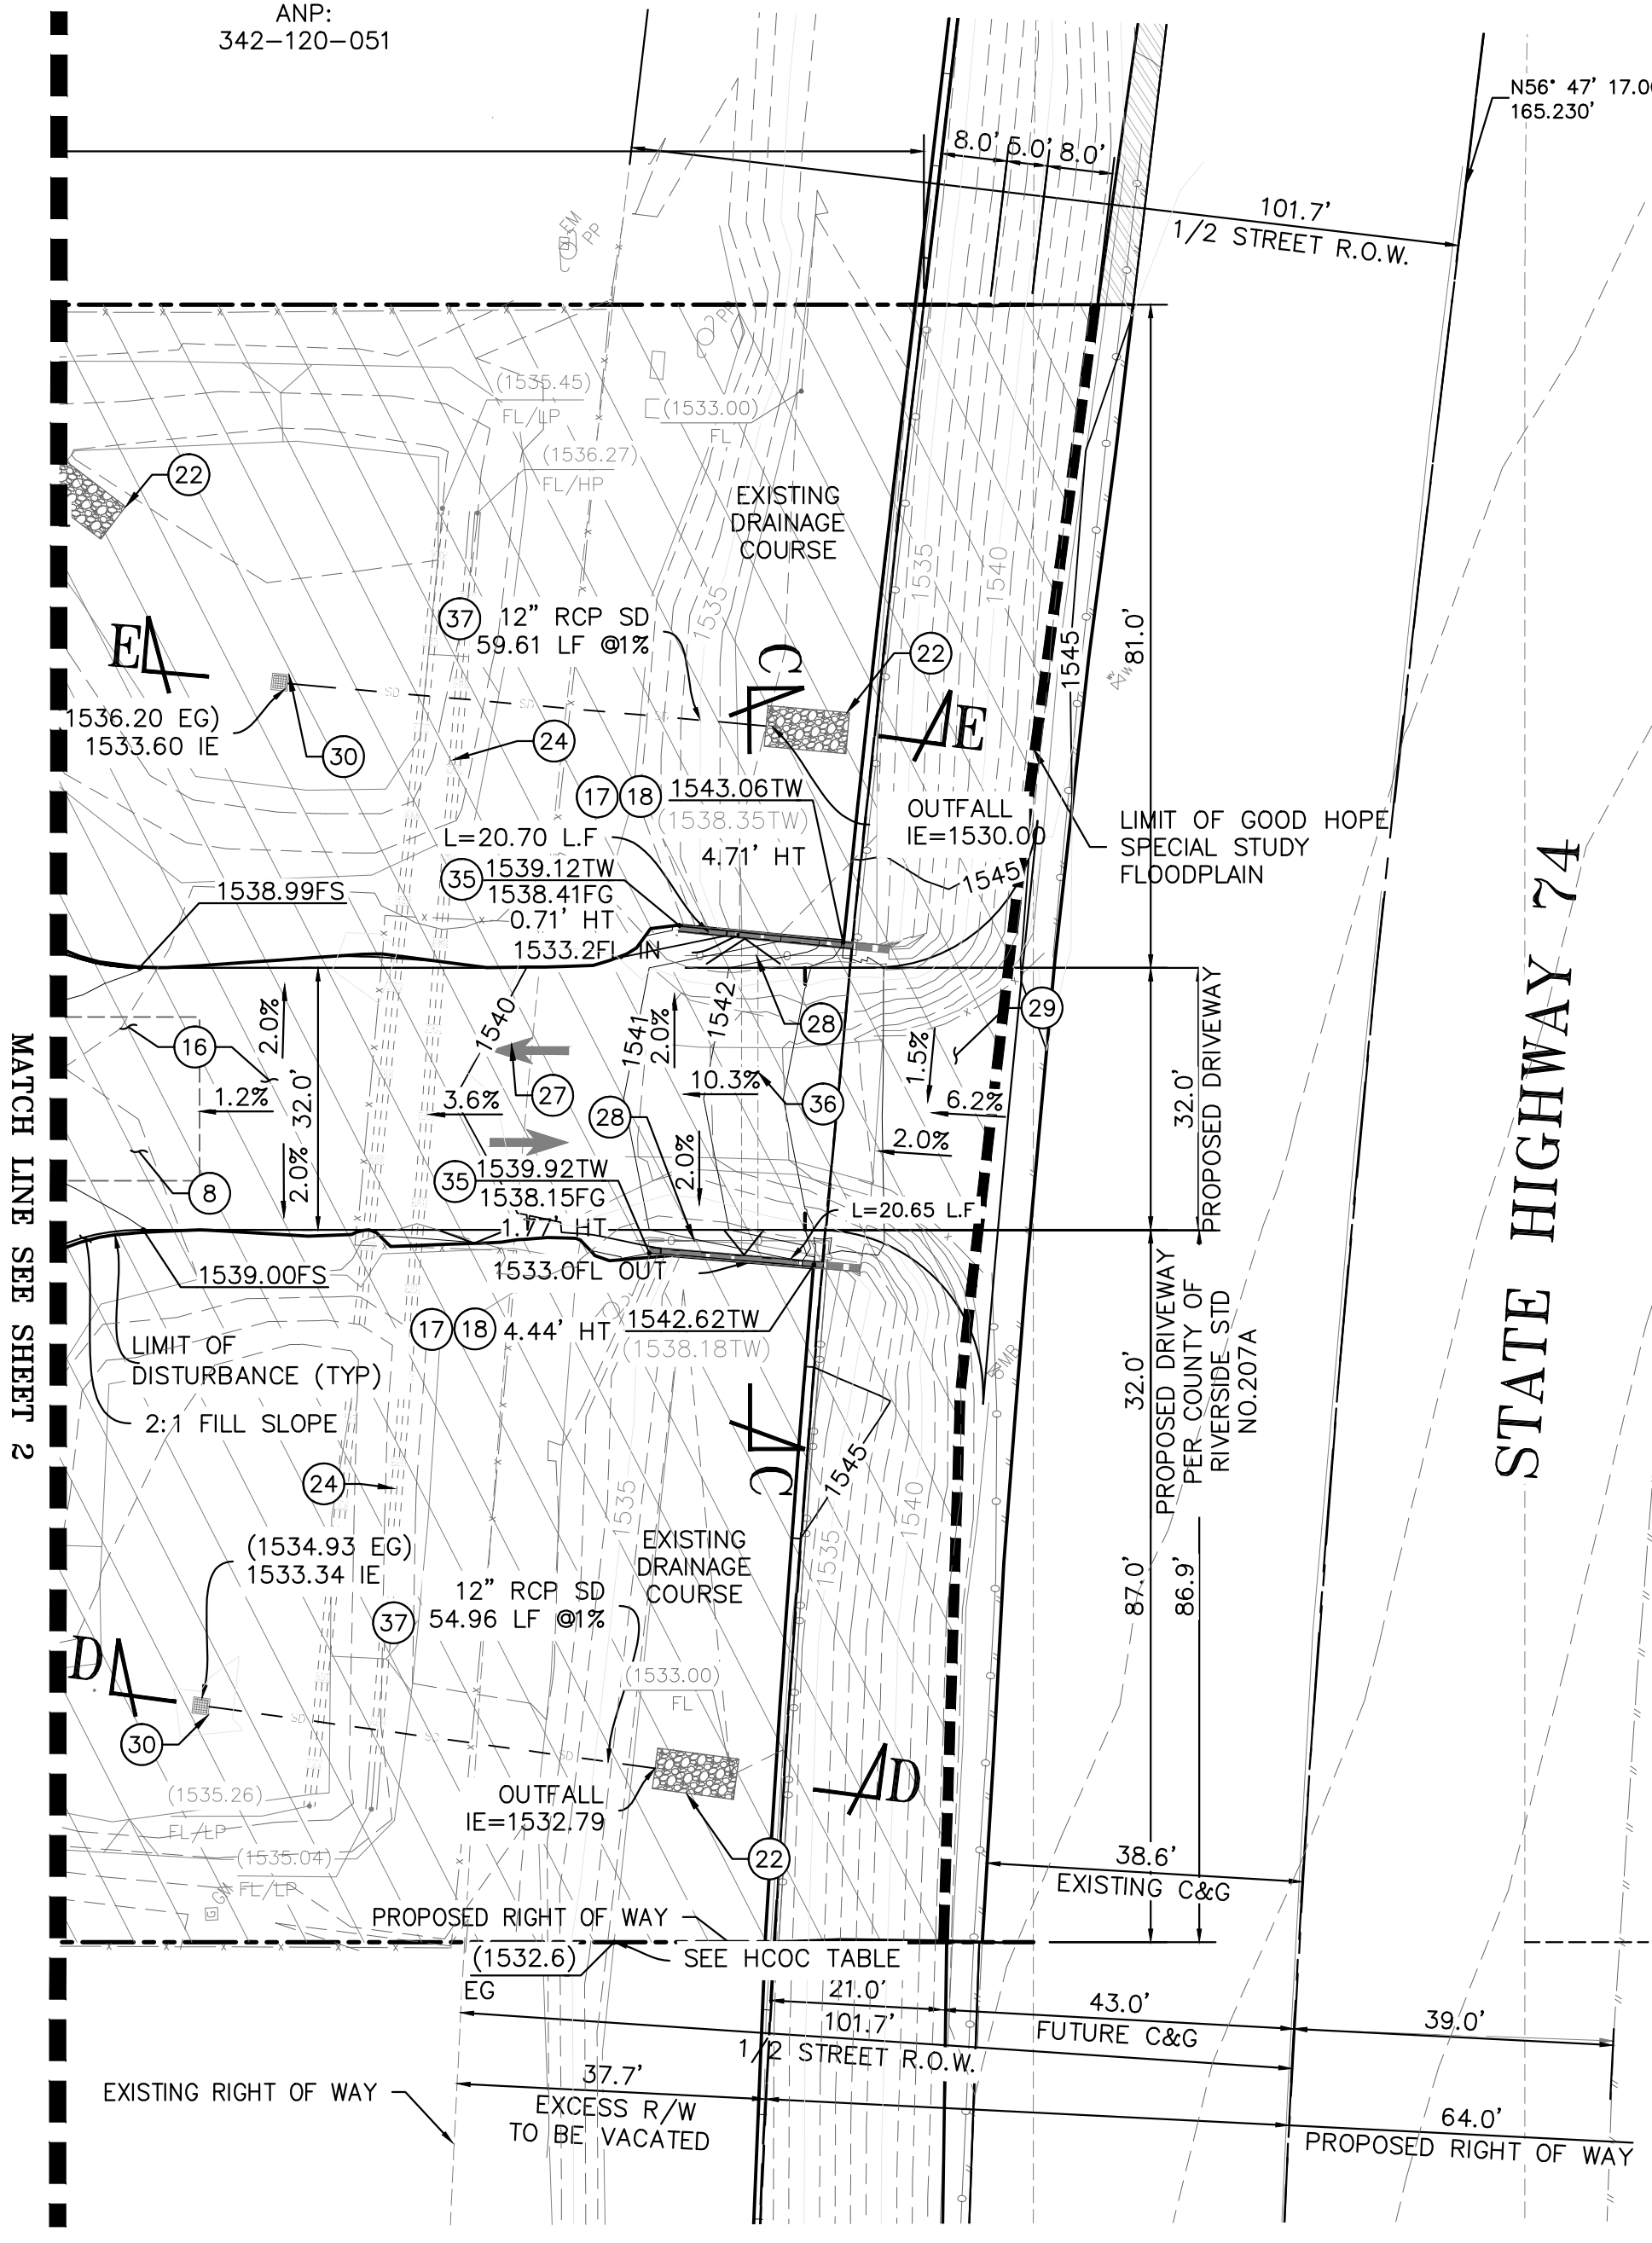 ANP:
342-120-051
165.230'
8.0' 5.0' 8.0'
101.7'
1/2 STREET R.O.W.
EM
PP
PP
(1535.45)
FL/LP
(1533.00)
FL
(1536.27)
FL/HP
22
EXISTING
DRAINAGE
COURSE
1535
1540
1535
37
12" RCP SD
59.61 LF @1%
22
81.0'
1545
E
C
E
1536.20 EG)
1533.60 IE
30
24
17 18
1543.06TW
(1538.35TW)
4.71' HT
OUTFALL
IE=1530.00
LIMIT OF GOOD HOPE
SPECIAL STUDY
FLOODPLAIN
L=20.70 L.F
35
1539.12TW
1538.41FG
0.71' HT
1533.2FL IN
1538.99FS
1545
STATE HIGHWAY 74
MATCH LINE SEE SHEET 2
2.0%
16
32.0'
1.2%
2.0%
8
1540
3.6%
27
1541
2.0%
1542
28
10.3%
36
28
2.0%
1.5%
6.2%
2.0%
29
32.0'
PROPOSED DRIVEWAY
35
1539.92TW
1538.15FG
1.77' HT
L=20.65 L.F
1533.0FL OUT
1539.00FS
17 18
4.44' HT
1542.62TW
(1538.18TW)
LIMIT OF
DISTURBANCE (TYP)
2:1 FILL SLOPE
MB
32.0'
PROPOSED DRIVEWAY
PER COUNTY OF
RIVERSIDE STD
NO.207A
C
1545
24
1535
1535
1540
(1534.93 EG)
1533.34 IE
EXISTING
DRAINAGE
COURSE
12" RCP SD
54.96 LF @1%
37
87.0'
86.9'
D
(1533.00)
FL
30
SD
SD
SD
D
OUTFALL
IE=1532.79
(1535.26)
FL/LP
(1535.04)
FL/LP
G
GW
22
38.6'
EXISTING C&G
PROPOSED RIGHT OF WAY
(1532.6)
EG
SEE HCOC TABLE
21.0'
101.7'
1/2 STREET R.O.W.
43.0'
FUTURE C&G
39.0'
EXISTING RIGHT OF WAY
37.7'
EXCESS R/W
TO BE VACATED
64.0'
PROPOSED RIGHT OF WAY